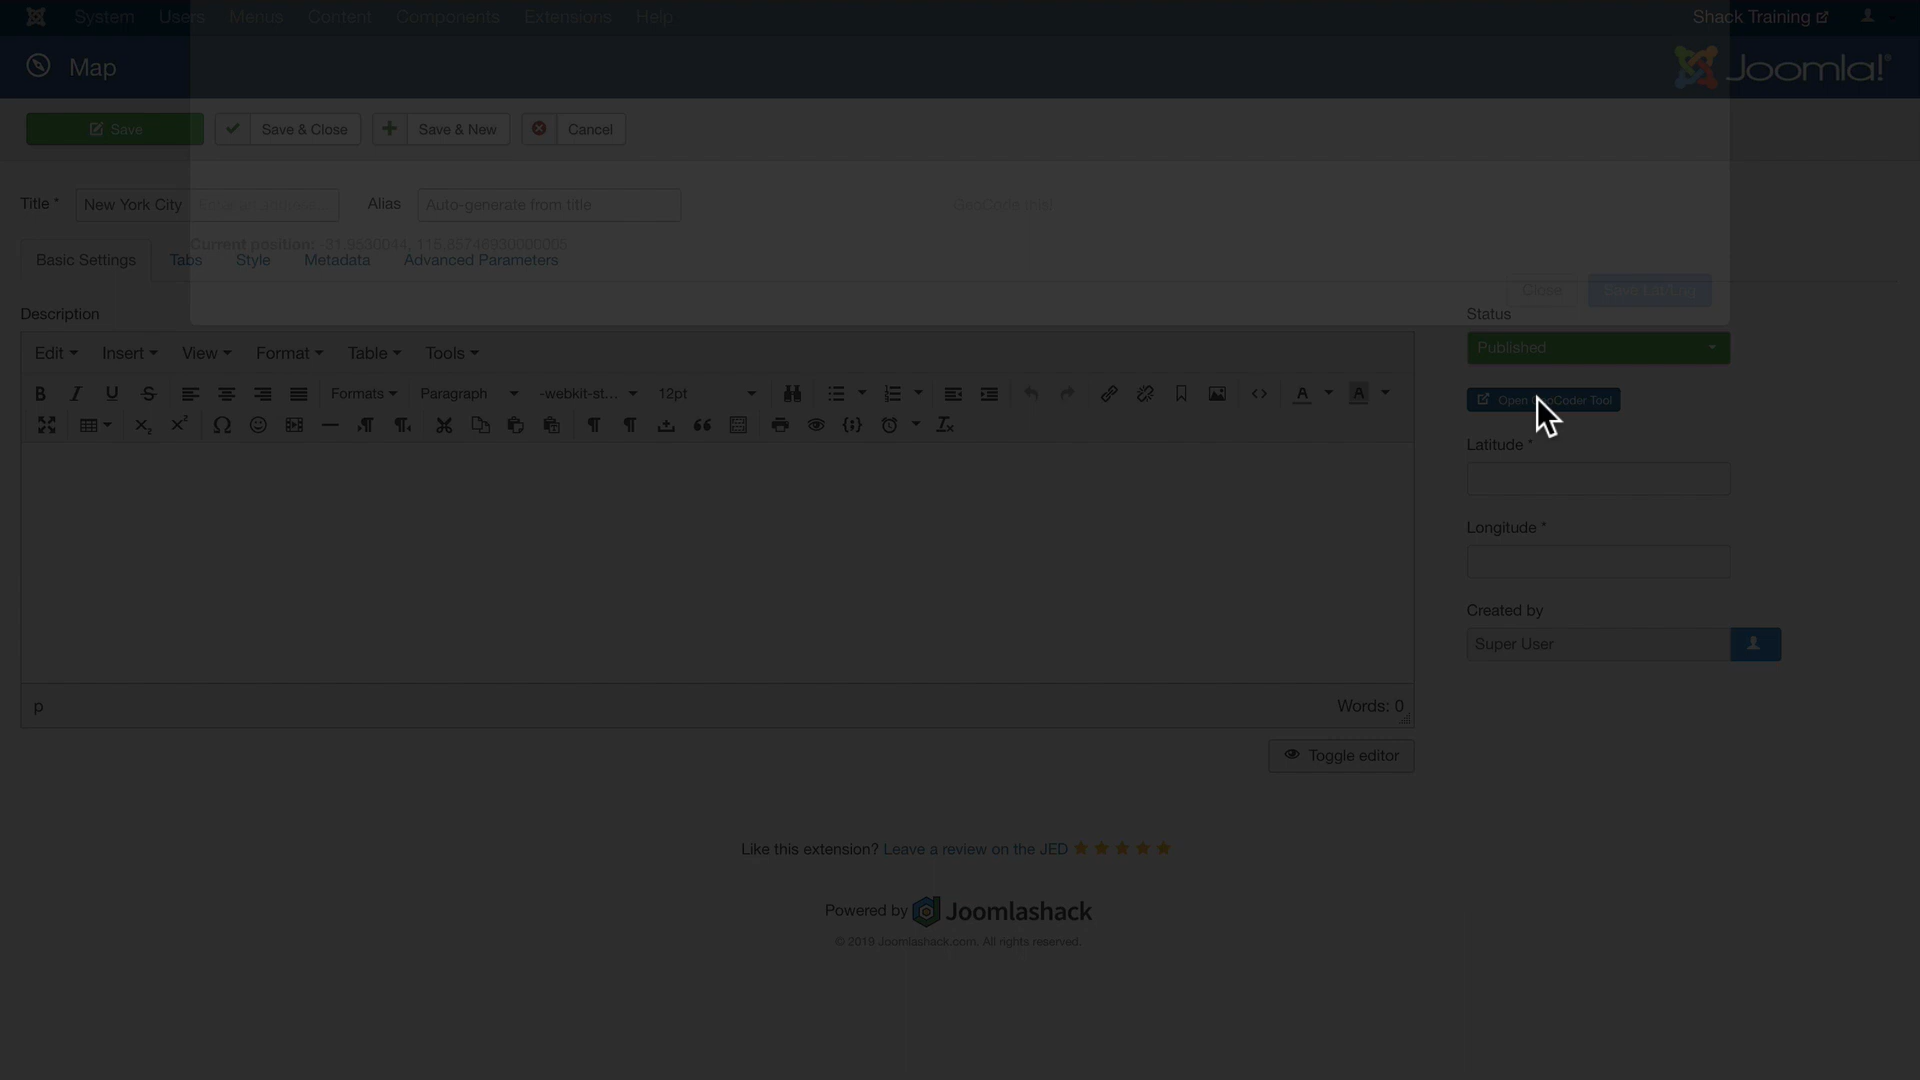 System Users Menus Content Components Extensions Help Shack Training
Map
Joomla!®
Save Save & Close Save & New Cancel
Title * New York City Enter an address... Alias Auto-generate from title GeoCode this!
Current position: -31.9530044, 115.85746930000005
Basic Settings Tabs Style Metadata Advanced Parameters
Close Save Lat/Lng
Description Status
Edit Insert View Format Table Tools Published
Formats Paragraph -webkit-st... 12pt
Open GeoCoder Tool
Latitude *
Longitude *
Created by
Super User
p Words: 0
Toggle editor
Like this extension? Leave a review on the JED
Powered by Joomlashack
© 2019 Joomlashack.com. All rights reserved.